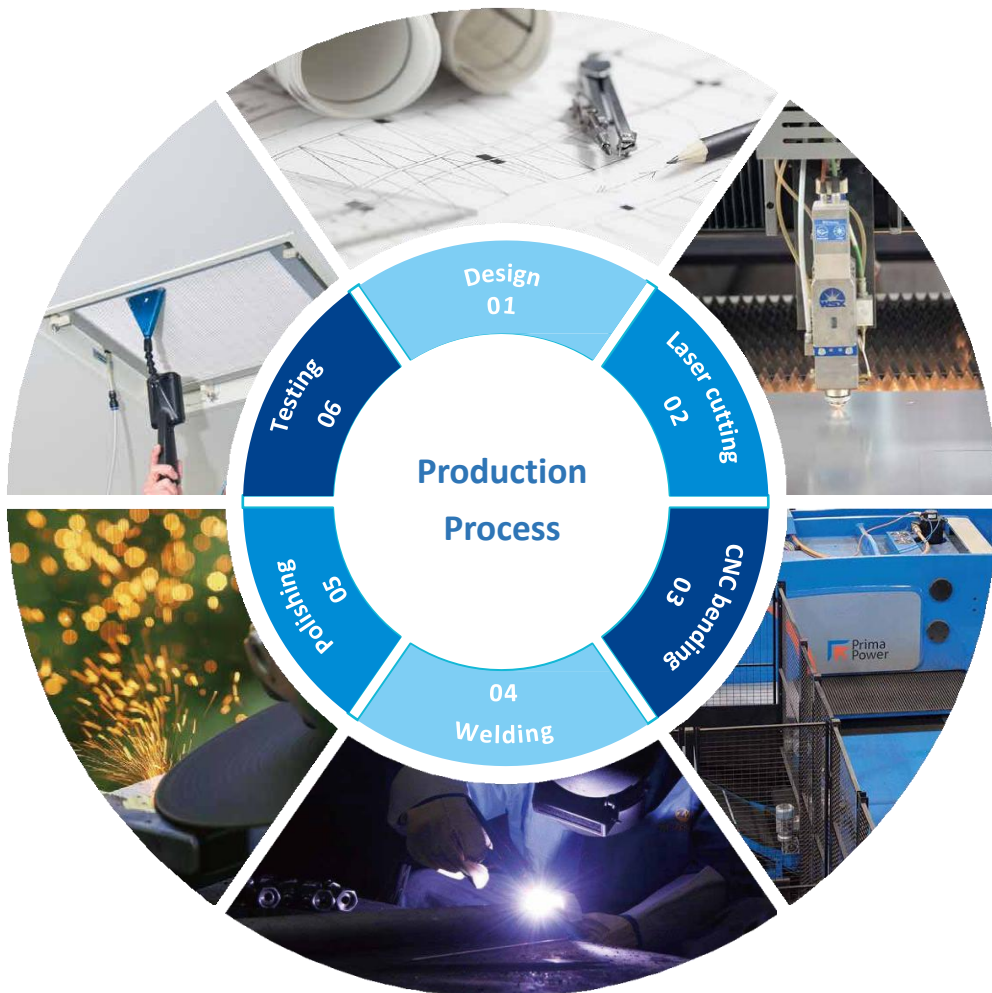 Production
Process
Design
01
Laser cutting
02
CNC bending
03
04
Welding
Polishing
05
Testing
06
Prima
Power